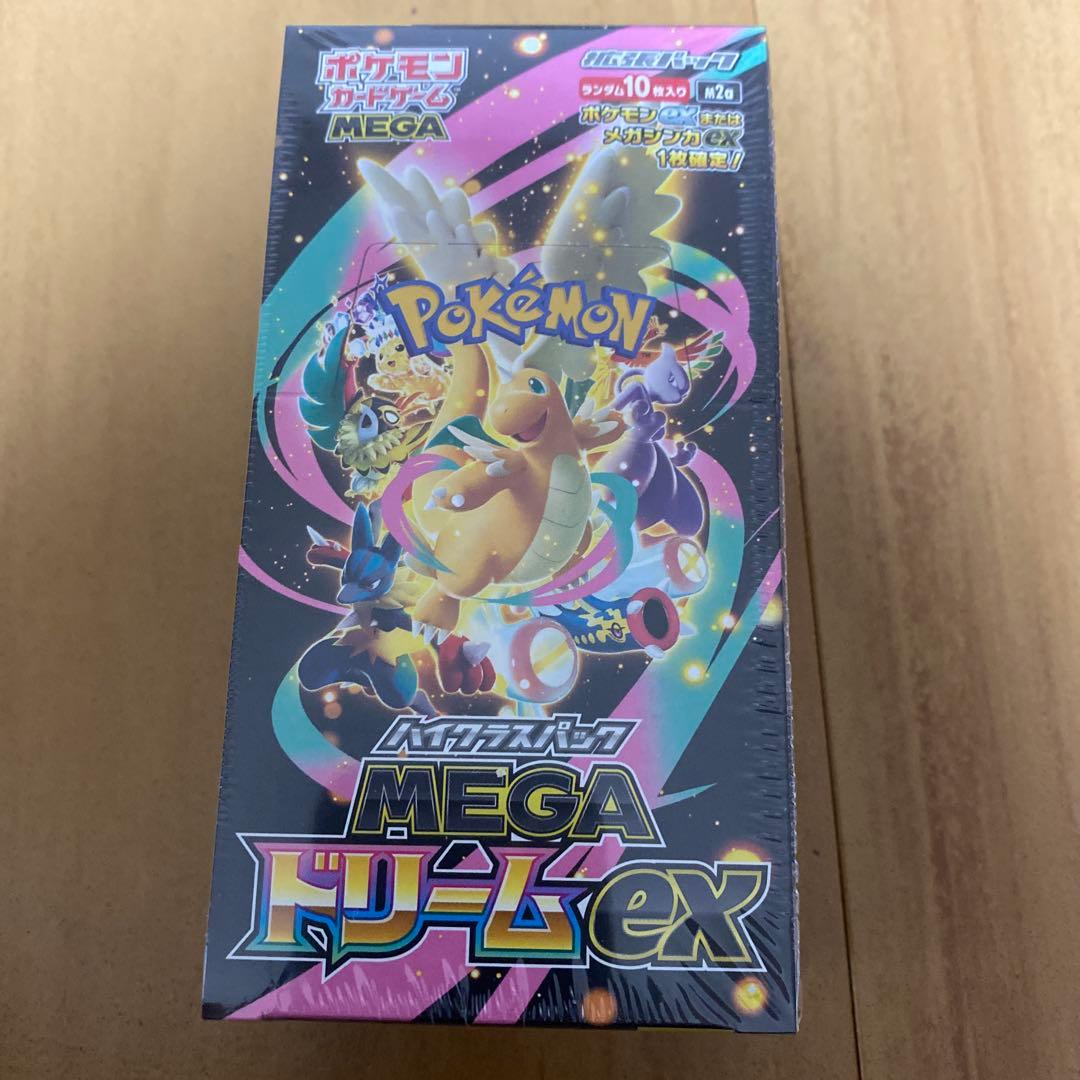 ポケモン
カードゲーム
MEGA
拡張パック
ランダム10枚入り M2a
ポケモンexまたは
メガシンカex
1枚確定!
POKÉMON
ハイクラスパック
MEGA
ドリームex